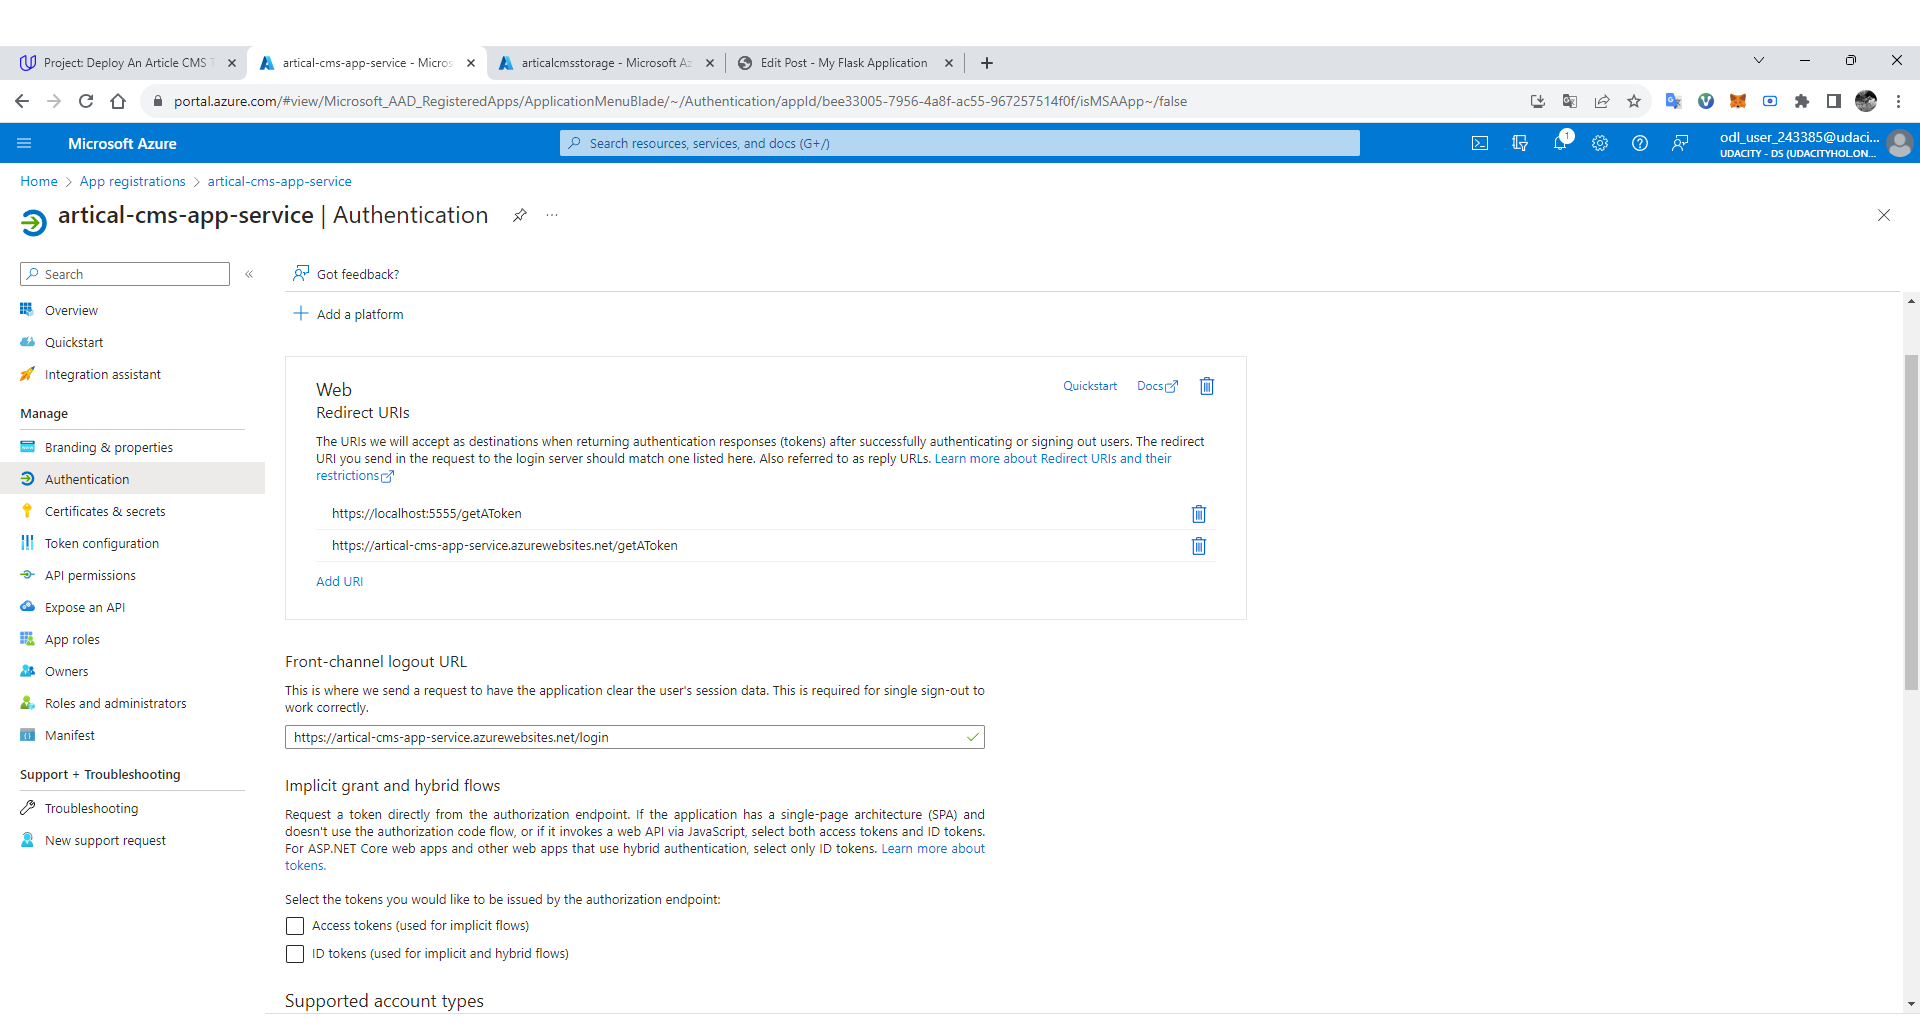 Project: Deploy An Article CMS T
artical-cms-app-service - Micros
articalcmsstorage - Microsoft Az
Edit Post - My Flask Application
portal.azure.com/#view/Microsoft_AAD_RegisteredApps/ApplicationMenuBlade/~/Authentication/appId/bee33005-7956-4a8f-ac55-967257514f0f/isMSAApp~/false
Microsoft Azure
Search resources, services, and docs (G+/)
1
odl_user_243385@udaci...
UDACITY - DS (UDACITYHOL.ON...
Home > App registrations > artical-cms-app-service
artical-cms-app-service | Authentication
Search
Got feedback?
Overview
Quickstart
Integration assistant
Manage
Branding & properties
Authentication
Certificates & secrets
Token configuration
API permissions
Expose an API
App roles
Owners
Roles and administrators
Manifest
Support + Troubleshooting
Troubleshooting
New support request
Add a platform
Web
Quickstart
Docs
Redirect URIs
The URIs we will accept as destinations when returning authentication responses (tokens) after successfully authenticating or signing out users. The redirect
URI you send in the request to the login server should match one listed here. Also referred to as reply URLs. Learn more about Redirect URIs and their
restrictions
https://localhost:5555/getAToken
https://artical-cms-app-service.azurewebsites.net/getAToken
Add URI
Front-channel logout URL
This is where we send a request to have the application clear the user's session data. This is required for single sign-out to
work correctly.
https://artical-cms-app-service.azurewebsites.net/login
Implicit grant and hybrid flows
Request a token directly from the authorization endpoint. If the application has a single-page architecture (SPA) and
doesn't use the authorization code flow, or if it invokes a web API via JavaScript, select both access tokens and ID tokens.
For ASP.NET Core web apps and other web apps that use hybrid authentication, select only ID tokens. Learn more about
tokens.
Select the tokens you would like to be issued by the authorization endpoint:
Access tokens (used for implicit flows)
ID tokens (used for implicit and hybrid flows)
Supported account types